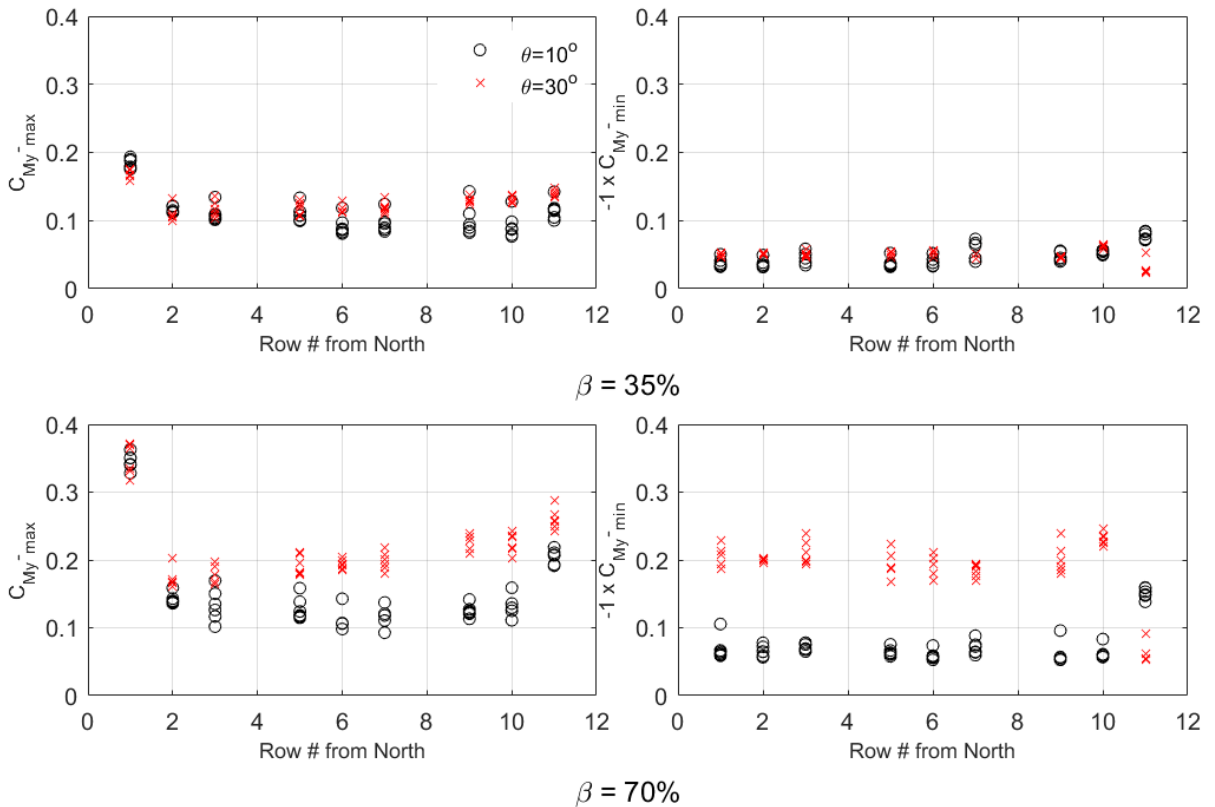 0.4
0.3
0.2
0.1
0
C_My-max
θ=10°
θ=30°
0 2 4 6 8 10 12
Row # from North
0.4
0.3
0.2
0.1
0
-1 x C_My-min
0 2 4 6 8 10 12
Row # from North
β = 35%
0.4
0.3
0.2
0.1
0
C_My-max
0 2 4 6 8 10 12
Row # from North
0.4
0.3
0.2
0.1
0
-1 x C_My-min
0 2 4 6 8 10 12
Row # from North
β = 70%